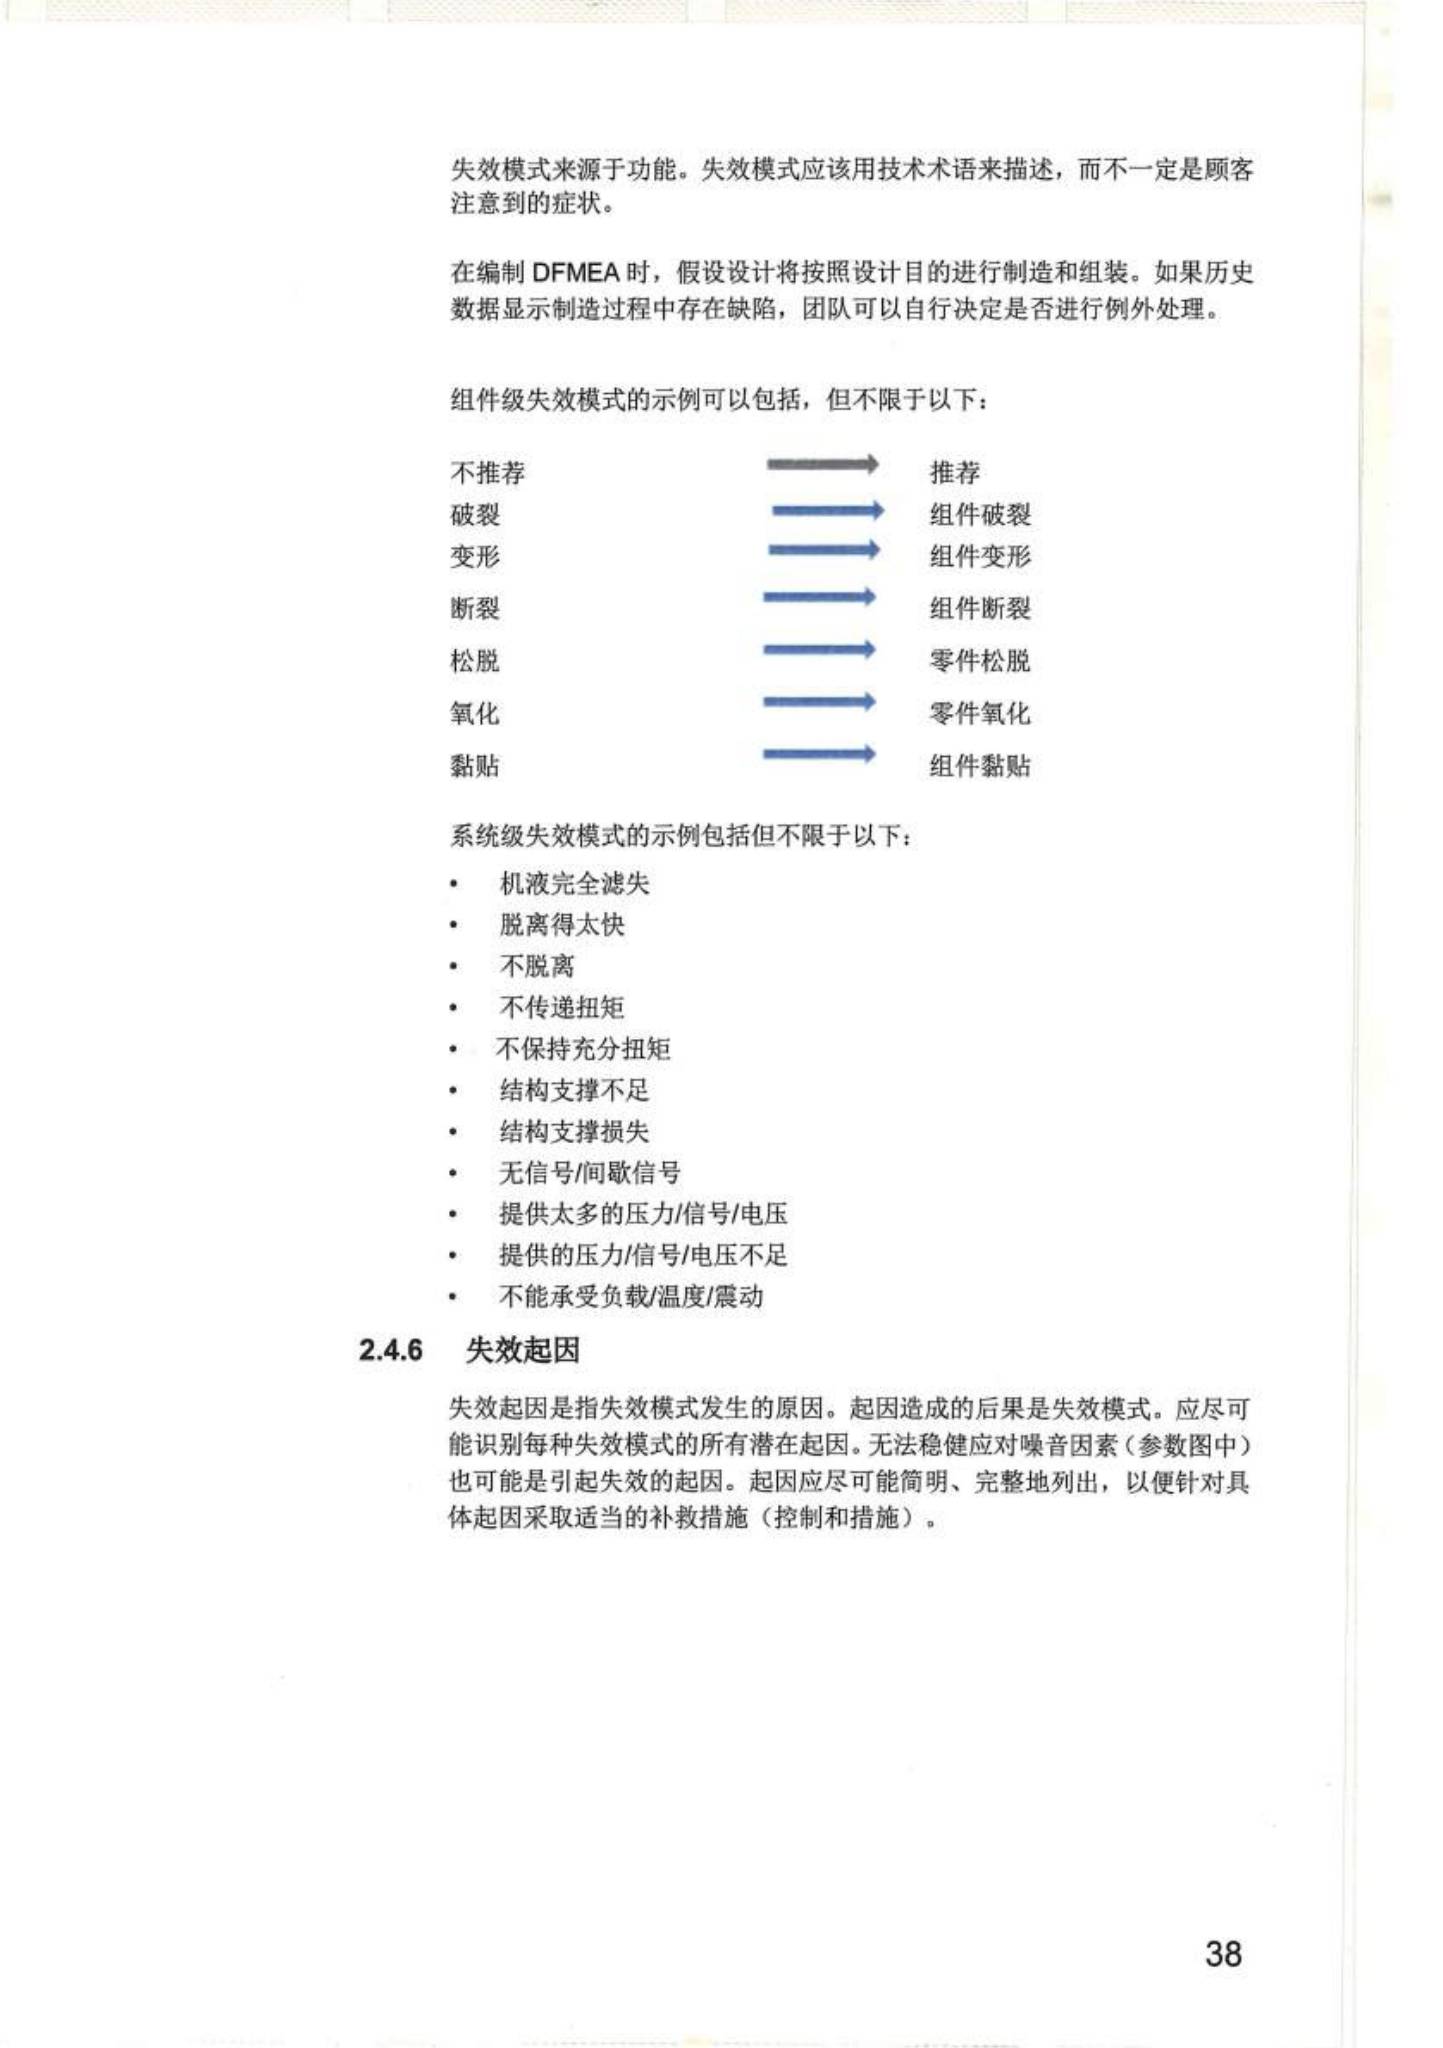 失效模式来源于功能。失效模式应该用技术术语来描述，而不一定是顾客
注意到的症状。
在编制 DFMEA 时，假设设计将按照设计目的进行制造和组装。如果历史
数据显示制造过程中存在缺陷，团队可以自行决定是否进行例外处理。
组件级失效模式的示例可以包括，但不限于以下：
不推荐 推荐
破裂 组件破裂
变形 组件变形
断裂 组件断裂
松脱 零件松脱
氧化 零件氧化
黏贴 组件黏贴
系统级失效模式的示例包括但不限于以下：
• 机液完全滤失
• 脱离得太快
• 不脱离
• 不传递扭矩
• 不保持充分扭矩
• 结构支撑不足
• 结构支撑损失
• 无信号/间歇信号
• 提供太多的压力/信号/电压
• 提供的压力/信号/电压不足
• 不能承受负载/温度/震动
2.4.6 失效起因
失效起因是指失效模式发生的原因。起因造成的后果是失效模式。应尽可
能识别每种失效模式的所有潜在起因。无法稳健应对噪音因素（参数图中）
也可能是引起失效的起因。起因应尽可能简明、完整地列出，以便针对具
体起因采取适当的补救措施（控制和措施）。
38